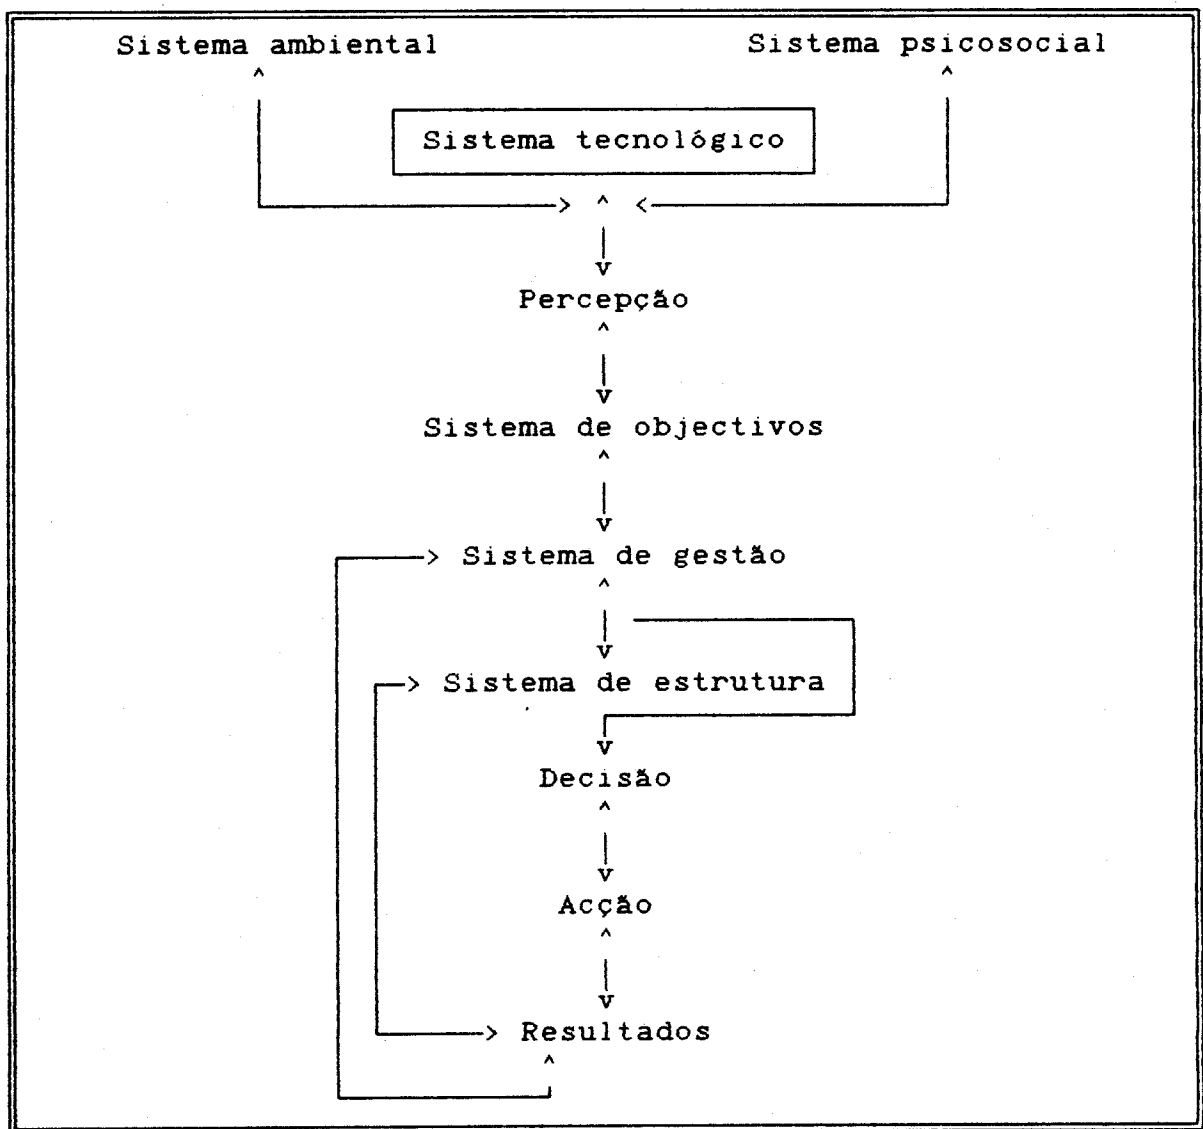 Sistema ambiental Sistema psicosocial
Sistema tecnológico
Percepção
Sistema de objectivos
Sistema de gestão
Sistema de estrutura
Decisão
Acção
Resultados